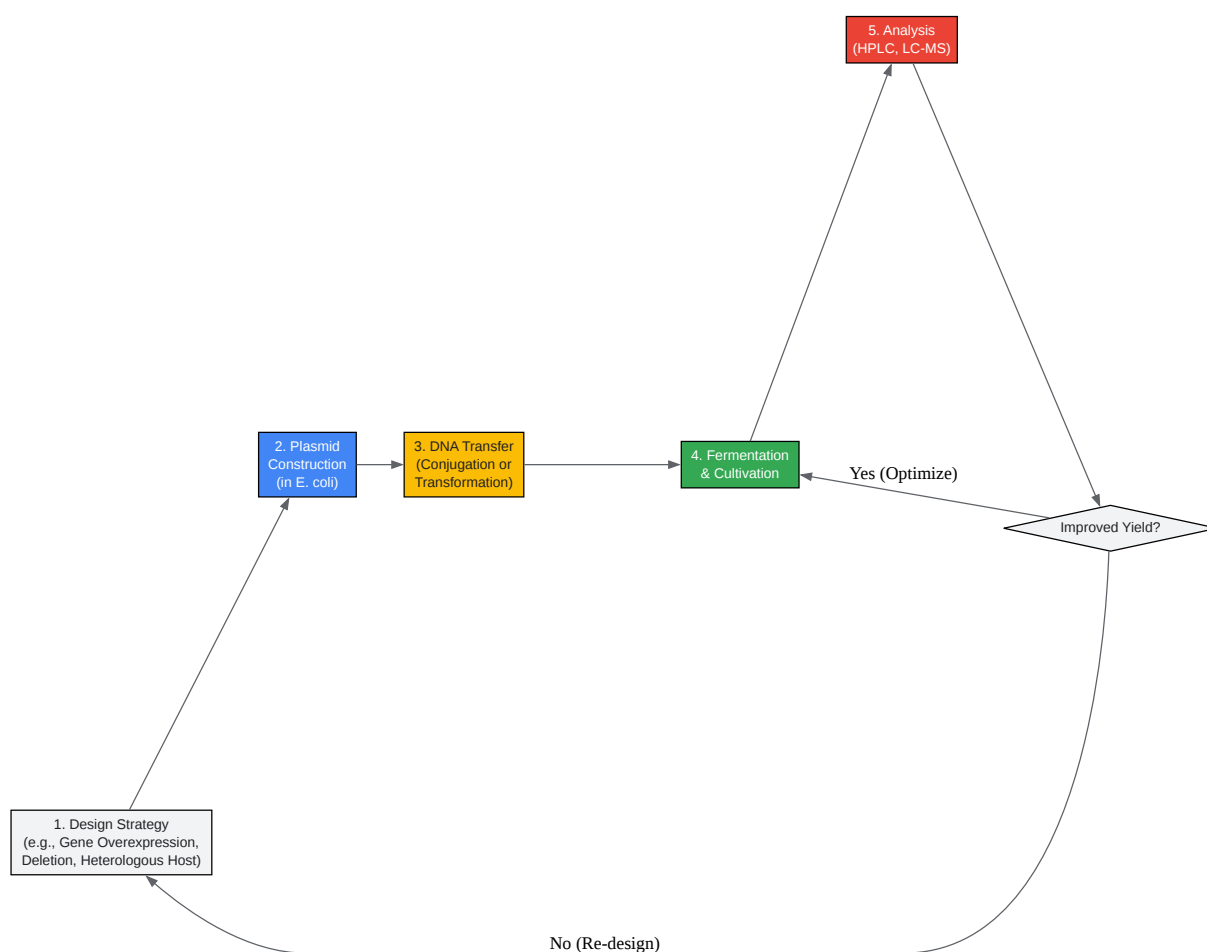 5. Analysis
(HPLC, LC-MS)
2. Plasmid
Construction
(in E. coli)
3. DNA Transfer
(Conjugation or
Transformation)
4. Fermentation
& Cultivation
Yes (Optimize)
Improved Yield?
1. Design Strategy
(e.g., Gene Overexpression,
Deletion, Heterologous Host)
No (Re-design)